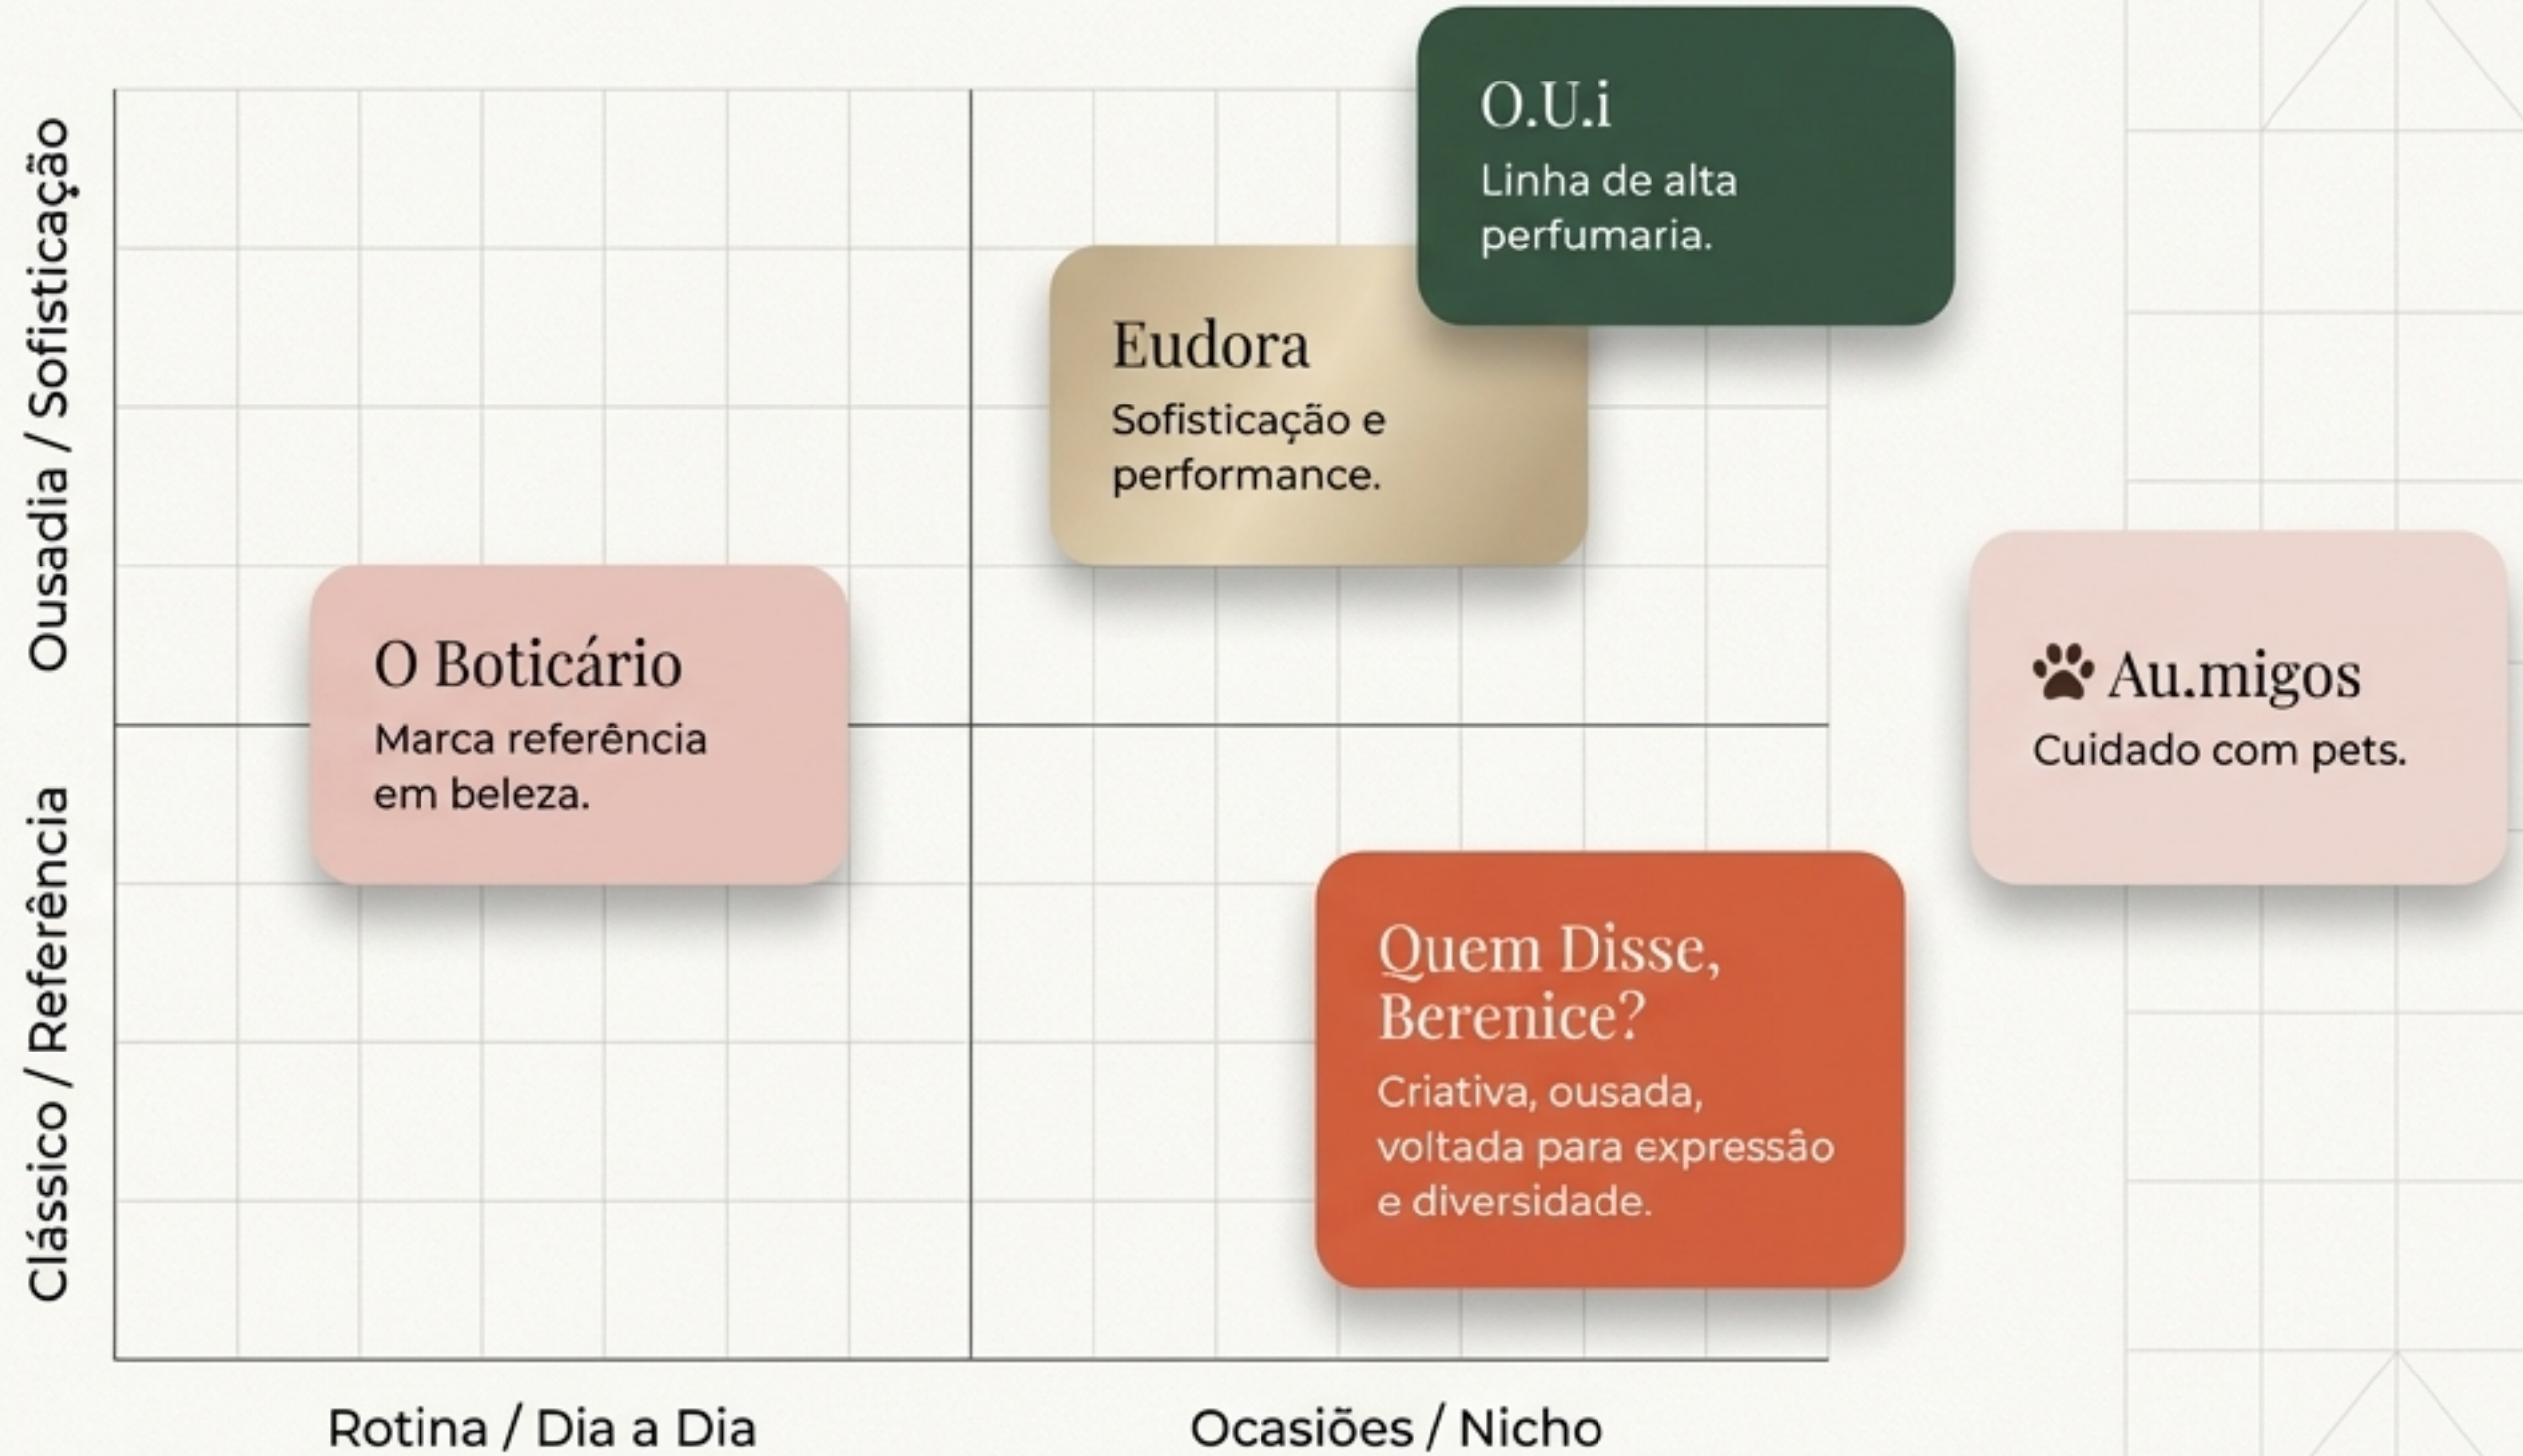 Ousadia / Sofisticação
Clássico / Referência
O.U.i
Linha de alta
perfumaria.
Eudora
Sofisticação e
performance.
O Boticário
Marca referência
em beleza.
Au.migos
Cuidado com pets.
Quem Disse,
Berenice?
Criativa, ousada,
voltada para expressão
e diversidade.
Rotina / Dia a Dia
Ocasiões / Nicho